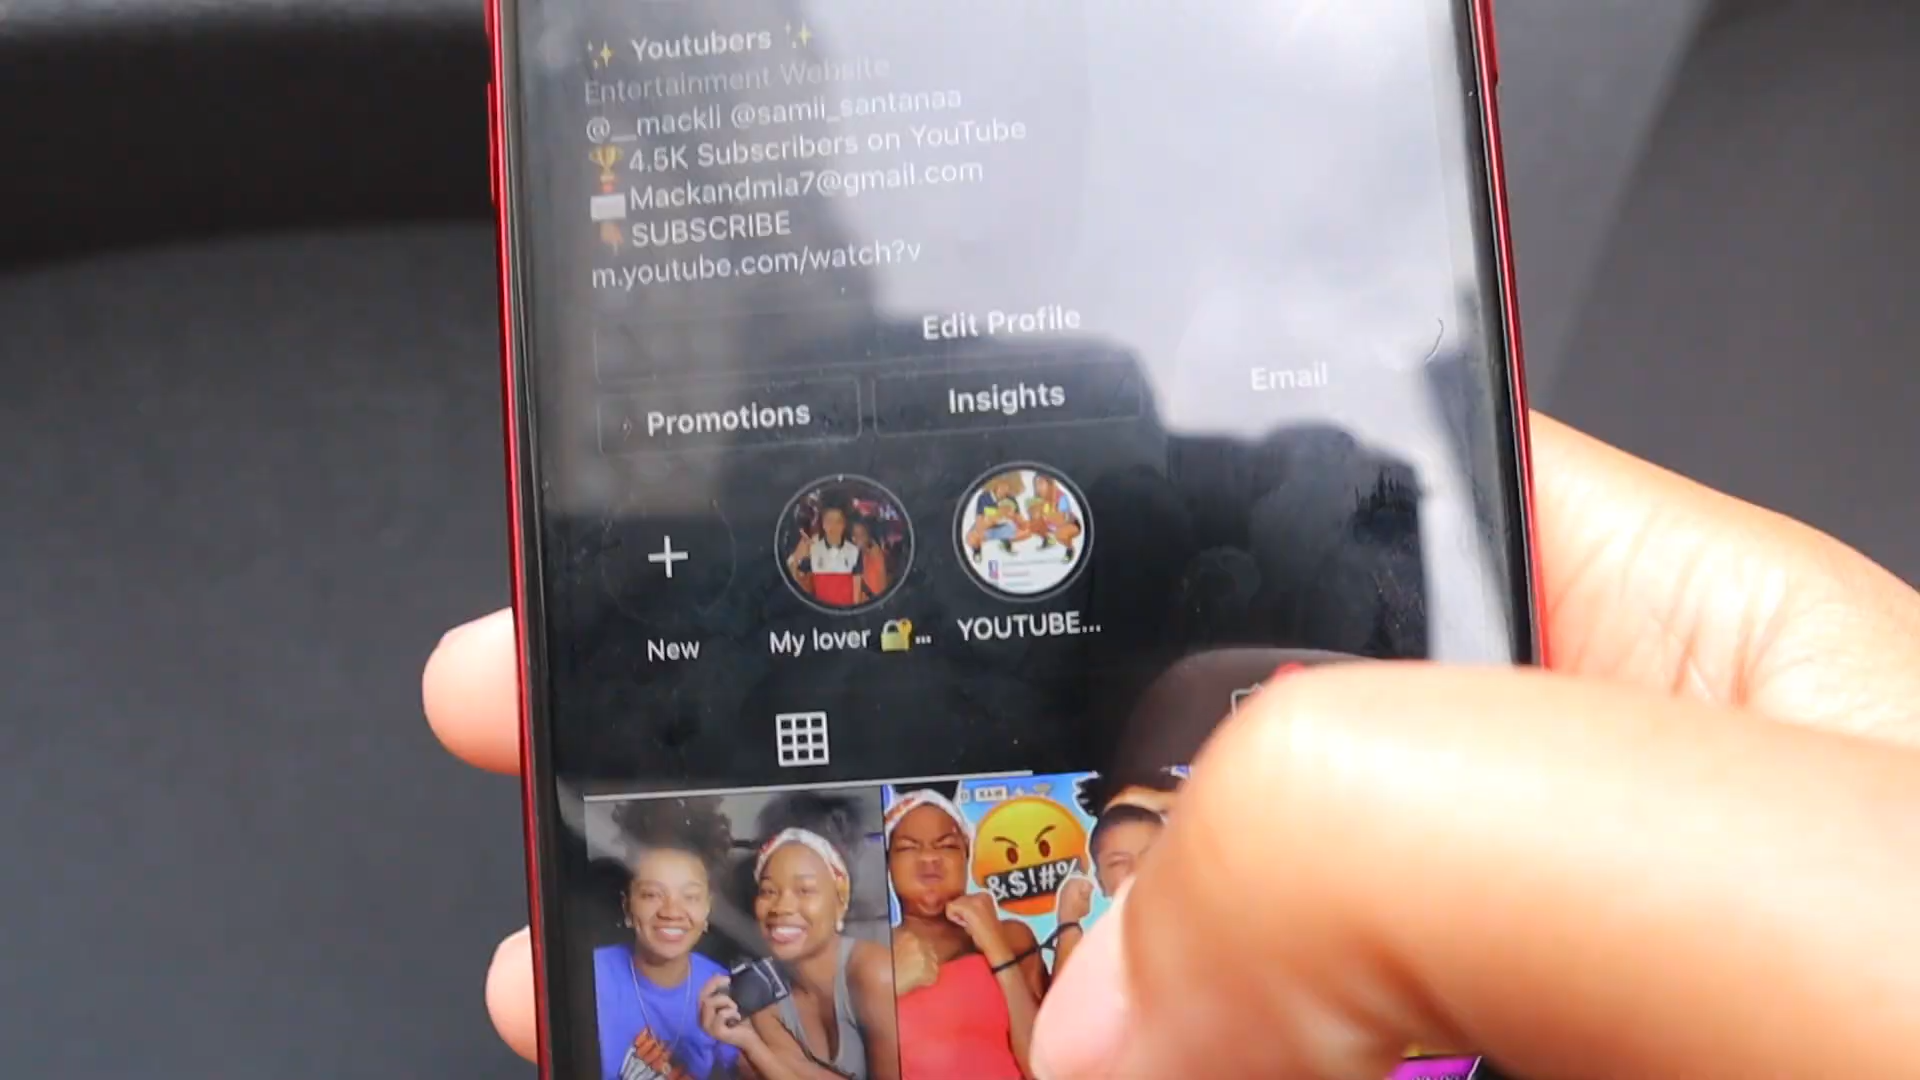 ✨ Youtubers ✨
Entertainment Website
@__mackli @samii_santanaa
🏆4.5K Subscribers on YouTube
Mackandmia7@gmail.com
👇🏾SUBSCRIBE
m.youtube.com/watch?v
Edit Profile
Promotions
Insights
Email
New
My lover 🔐...
YOUTUBE...
RAW
&$!#%